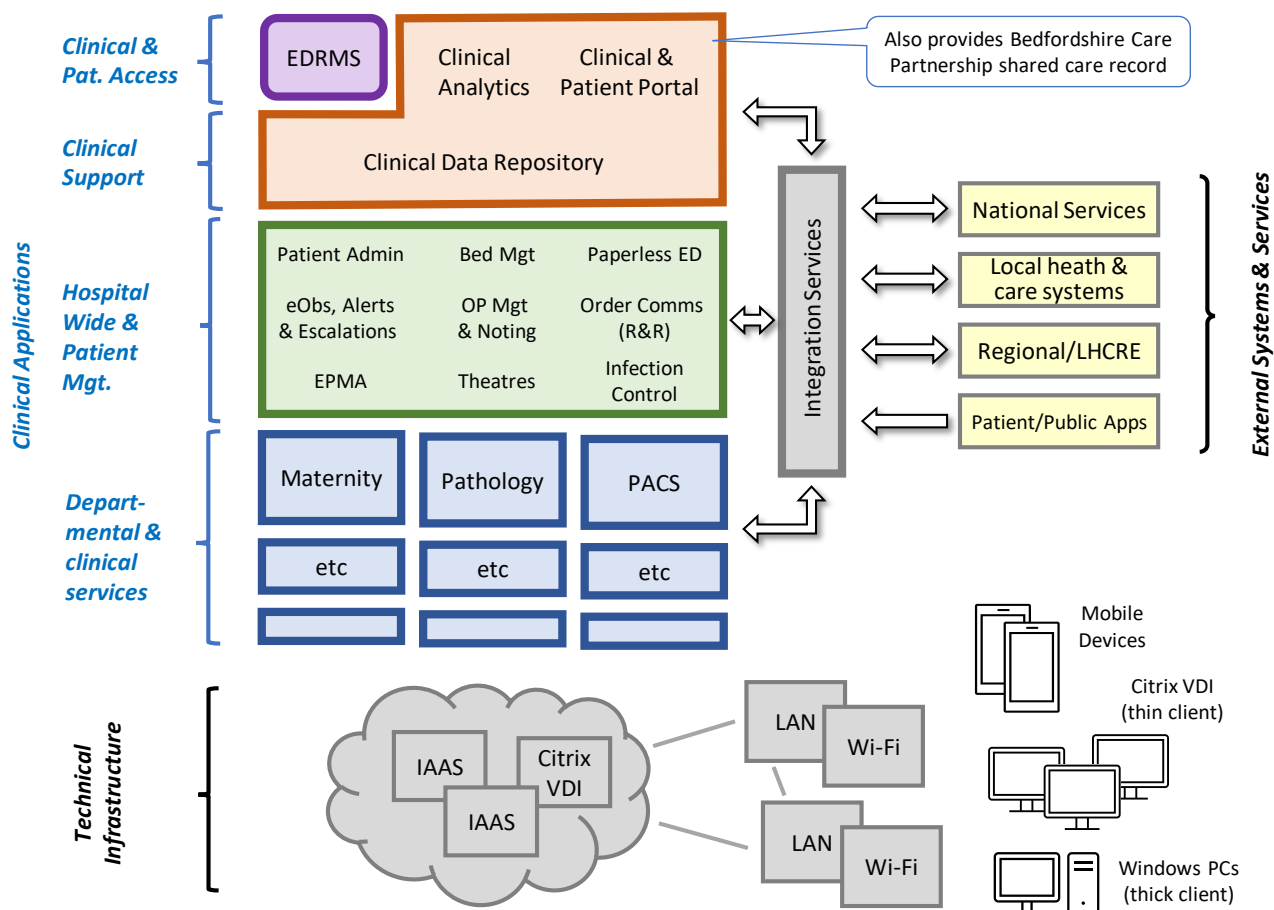 Clinical &
Pat. Access
EDRMS
Clinical
Analytics
Clinical &
Patient Portal
Also provides Bedfordshire Care
Partnership shared care record
Clinical
Support
Clinical Data Repository
Clinical Applications
Hospital
Wide &
Patient
Mgt.
Patient Admin
Bed Mgt
Paperless ED
eObs, Alerts
& Escalations
OP Mgt
& Noting
Order Comms
(R&R)
EPMA
Theatres
Infection
Control
Integration Services
National Services
Local heath &
care systems
Regional/LHCRE
Patient/Public Apps
External Systems & Services
Depart-
mental &
clinical
services
Maternity
Pathology
PACS
etc
etc
etc
Technical
Infrastructure
IAAS
Citrix
VDI
IAAS
LAN
Wi-Fi
LAN
Wi-Fi
Mobile
Devices
Citrix VDI
(thin client)
Windows PCs
(thick client)